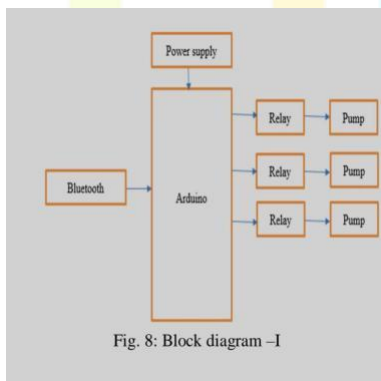 Power supply
Relay
Pump
Relay
Pump
Bluetooth
Arduino
Relay
Pump
Fig. 8: Block diagram –I